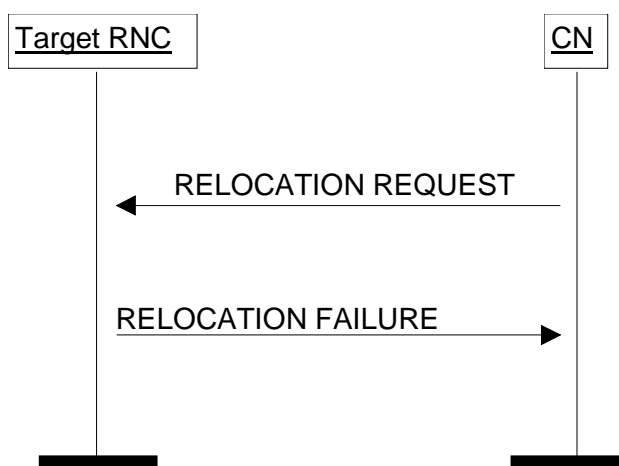 Target RNC
CN
RELOCATION REQUEST
RELOCATION FAILURE